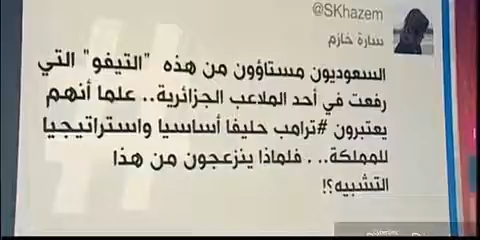 @SKhazem
سارة خازم
السعوديون مستاؤون من هذه "التيفو" التي
رفعت في أحد الملاعب الجزائرية.. علما أنهم
يعتبرون #ترامب حليفا أساسيا واستراتيجيا
للمملكة. . . فلماذا ينزعجون من هذا
التشبيه؟!